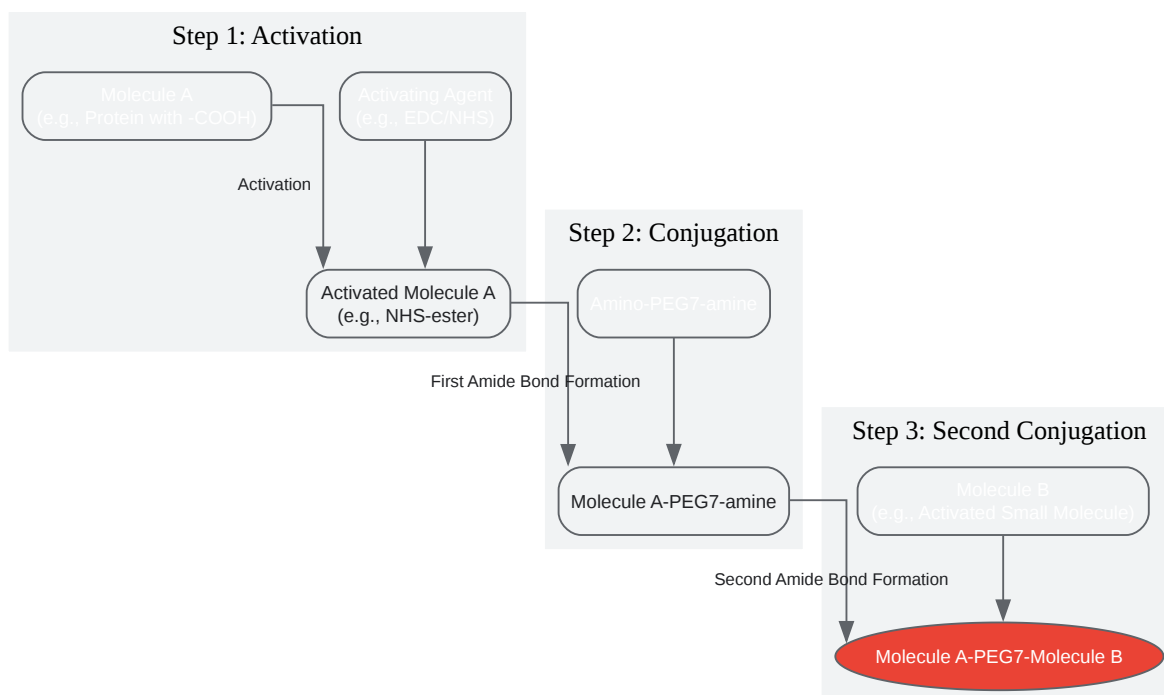 Step 1: Activation
Molecule A
(e.g., Protein with -COOH)
Activating Agent
(e.g., EDC/NHS)
Activation
Activated Molecule A
(e.g., NHS-ester)
Step 2: Conjugation
Amino-PEG7-amine
First Amide Bond Formation
Molecule A-PEG7-amine
Step 3: Second Conjugation
Molecule B
(e.g., Activated Small Molecule)
Second Amide Bond Formation
Molecule A-PEG7-Molecule B